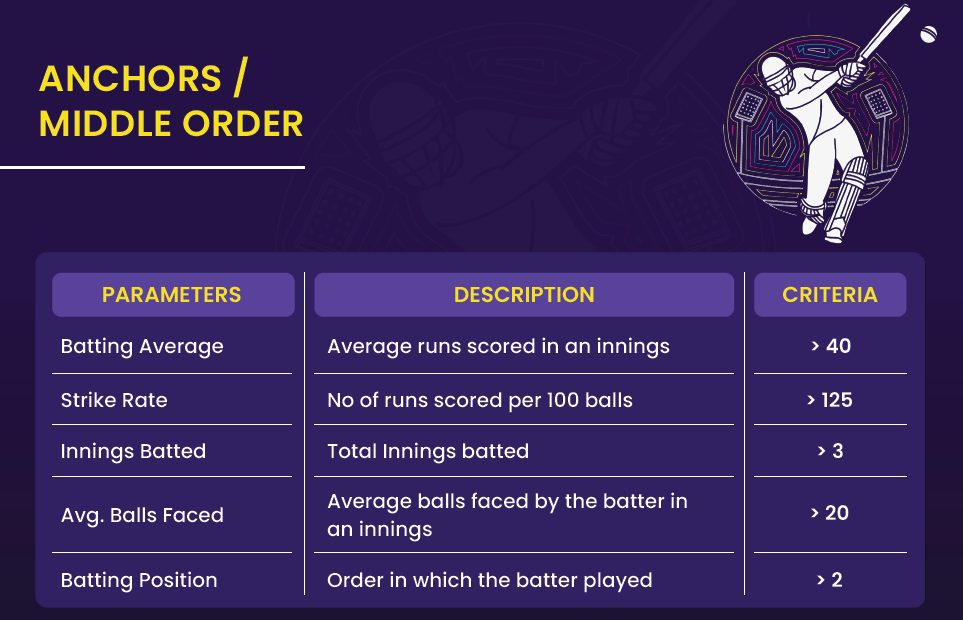 ANCHORS /
MIDDLE ORDER
PARAMETERS DESCRIPTION CRITERIA
Batting Average Average runs scored in an innings > 40
Strike Rate No of runs scored per 100 balls > 125
Innings Batted Total Innings batted > 3
Avg. Balls Faced Average balls faced by the batter in
an innings > 20
Batting Position Order in which the batter played > 2